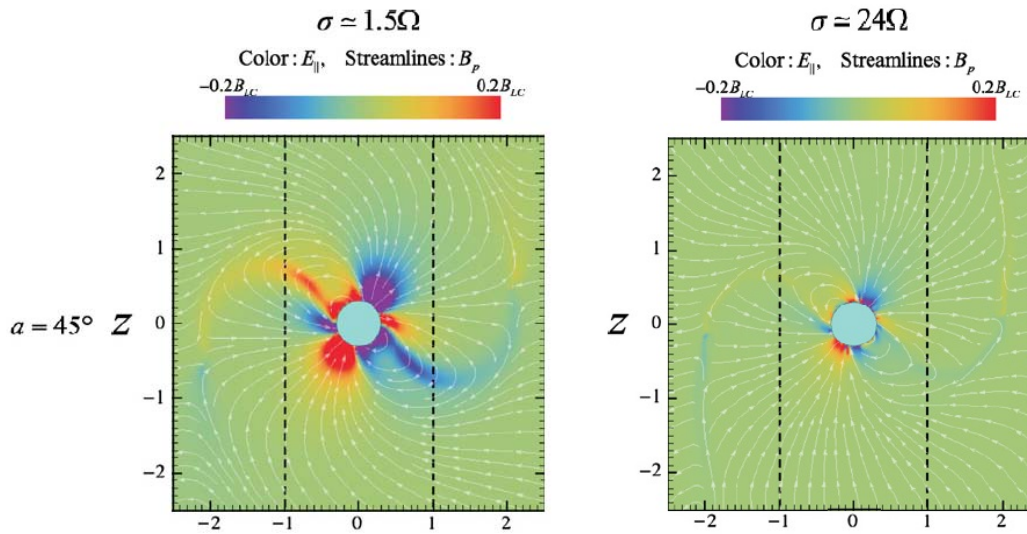 σ ≃ 1.5Ω
Color : E||, Streamlines : Bp
−0.2BLC 0.2BLC
2
1
a = 45° Z 0
−1
−2
−2 −1 0 1 2
σ ≃ 24Ω
Color : E||, Streamlines : Bp
−0.2BLC 0.2BLC
2
1
Z 0
−1
−2
−2 −1 0 1 2